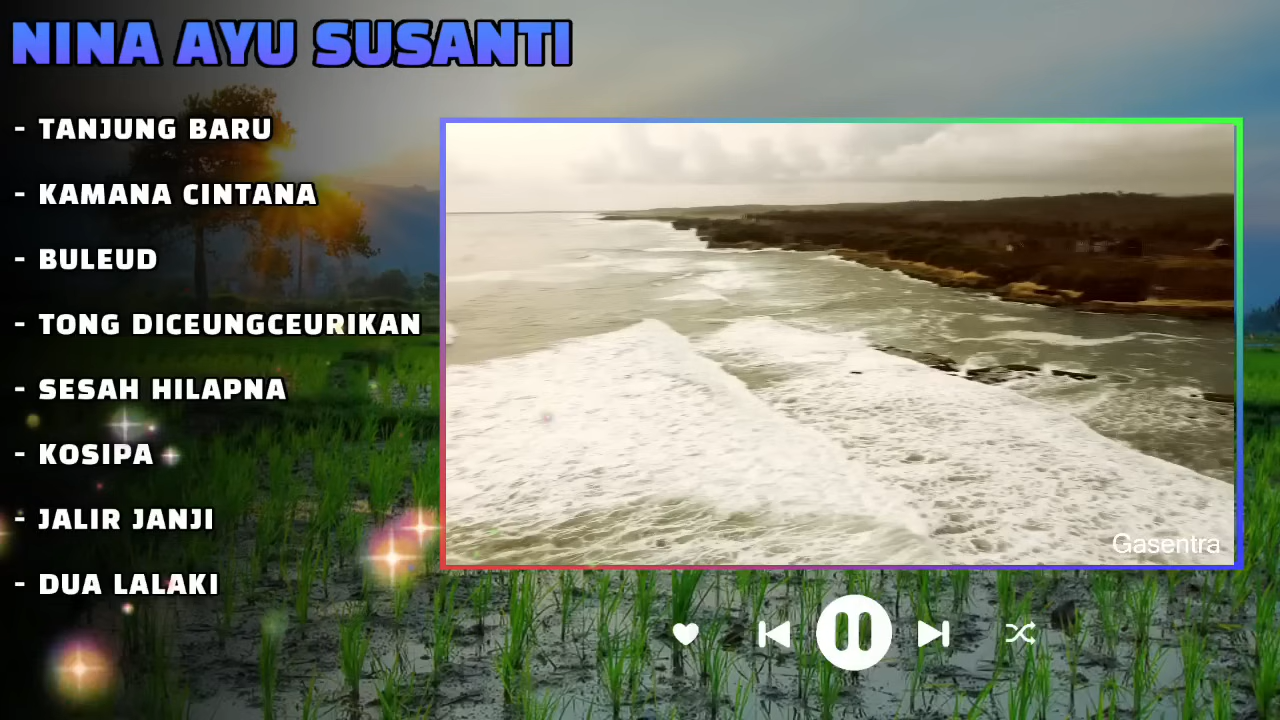 NINA AYU SUSANTI
- TANJUNG BARU
- KAMANA CINTANA
- BULEUD
- TONG DICEUNGCEURIKAN
- SESAH HILAPNA
- KOSIPA
- JALIR JANJI
- DUA LALAKI
Gasentra